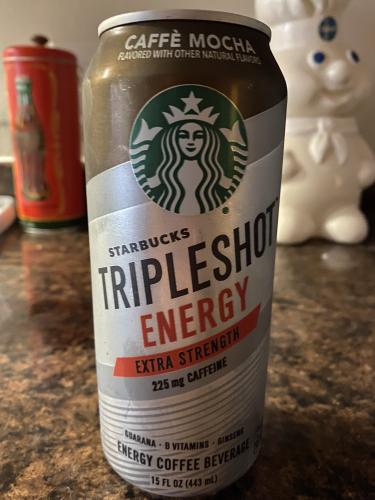 CAFFÈ MOCHA
FLAVORED WITH OTHER NATURAL FLAVORS
STARBUCKS
TRIPLESHOT
ENERGY
EXTRA STRENGTH
225 mg CAFFEINE
GUARANA · B VITAMINS · GINSENG
ENERGY COFFEE BEVERAGE
15 FL OZ (443 mL)